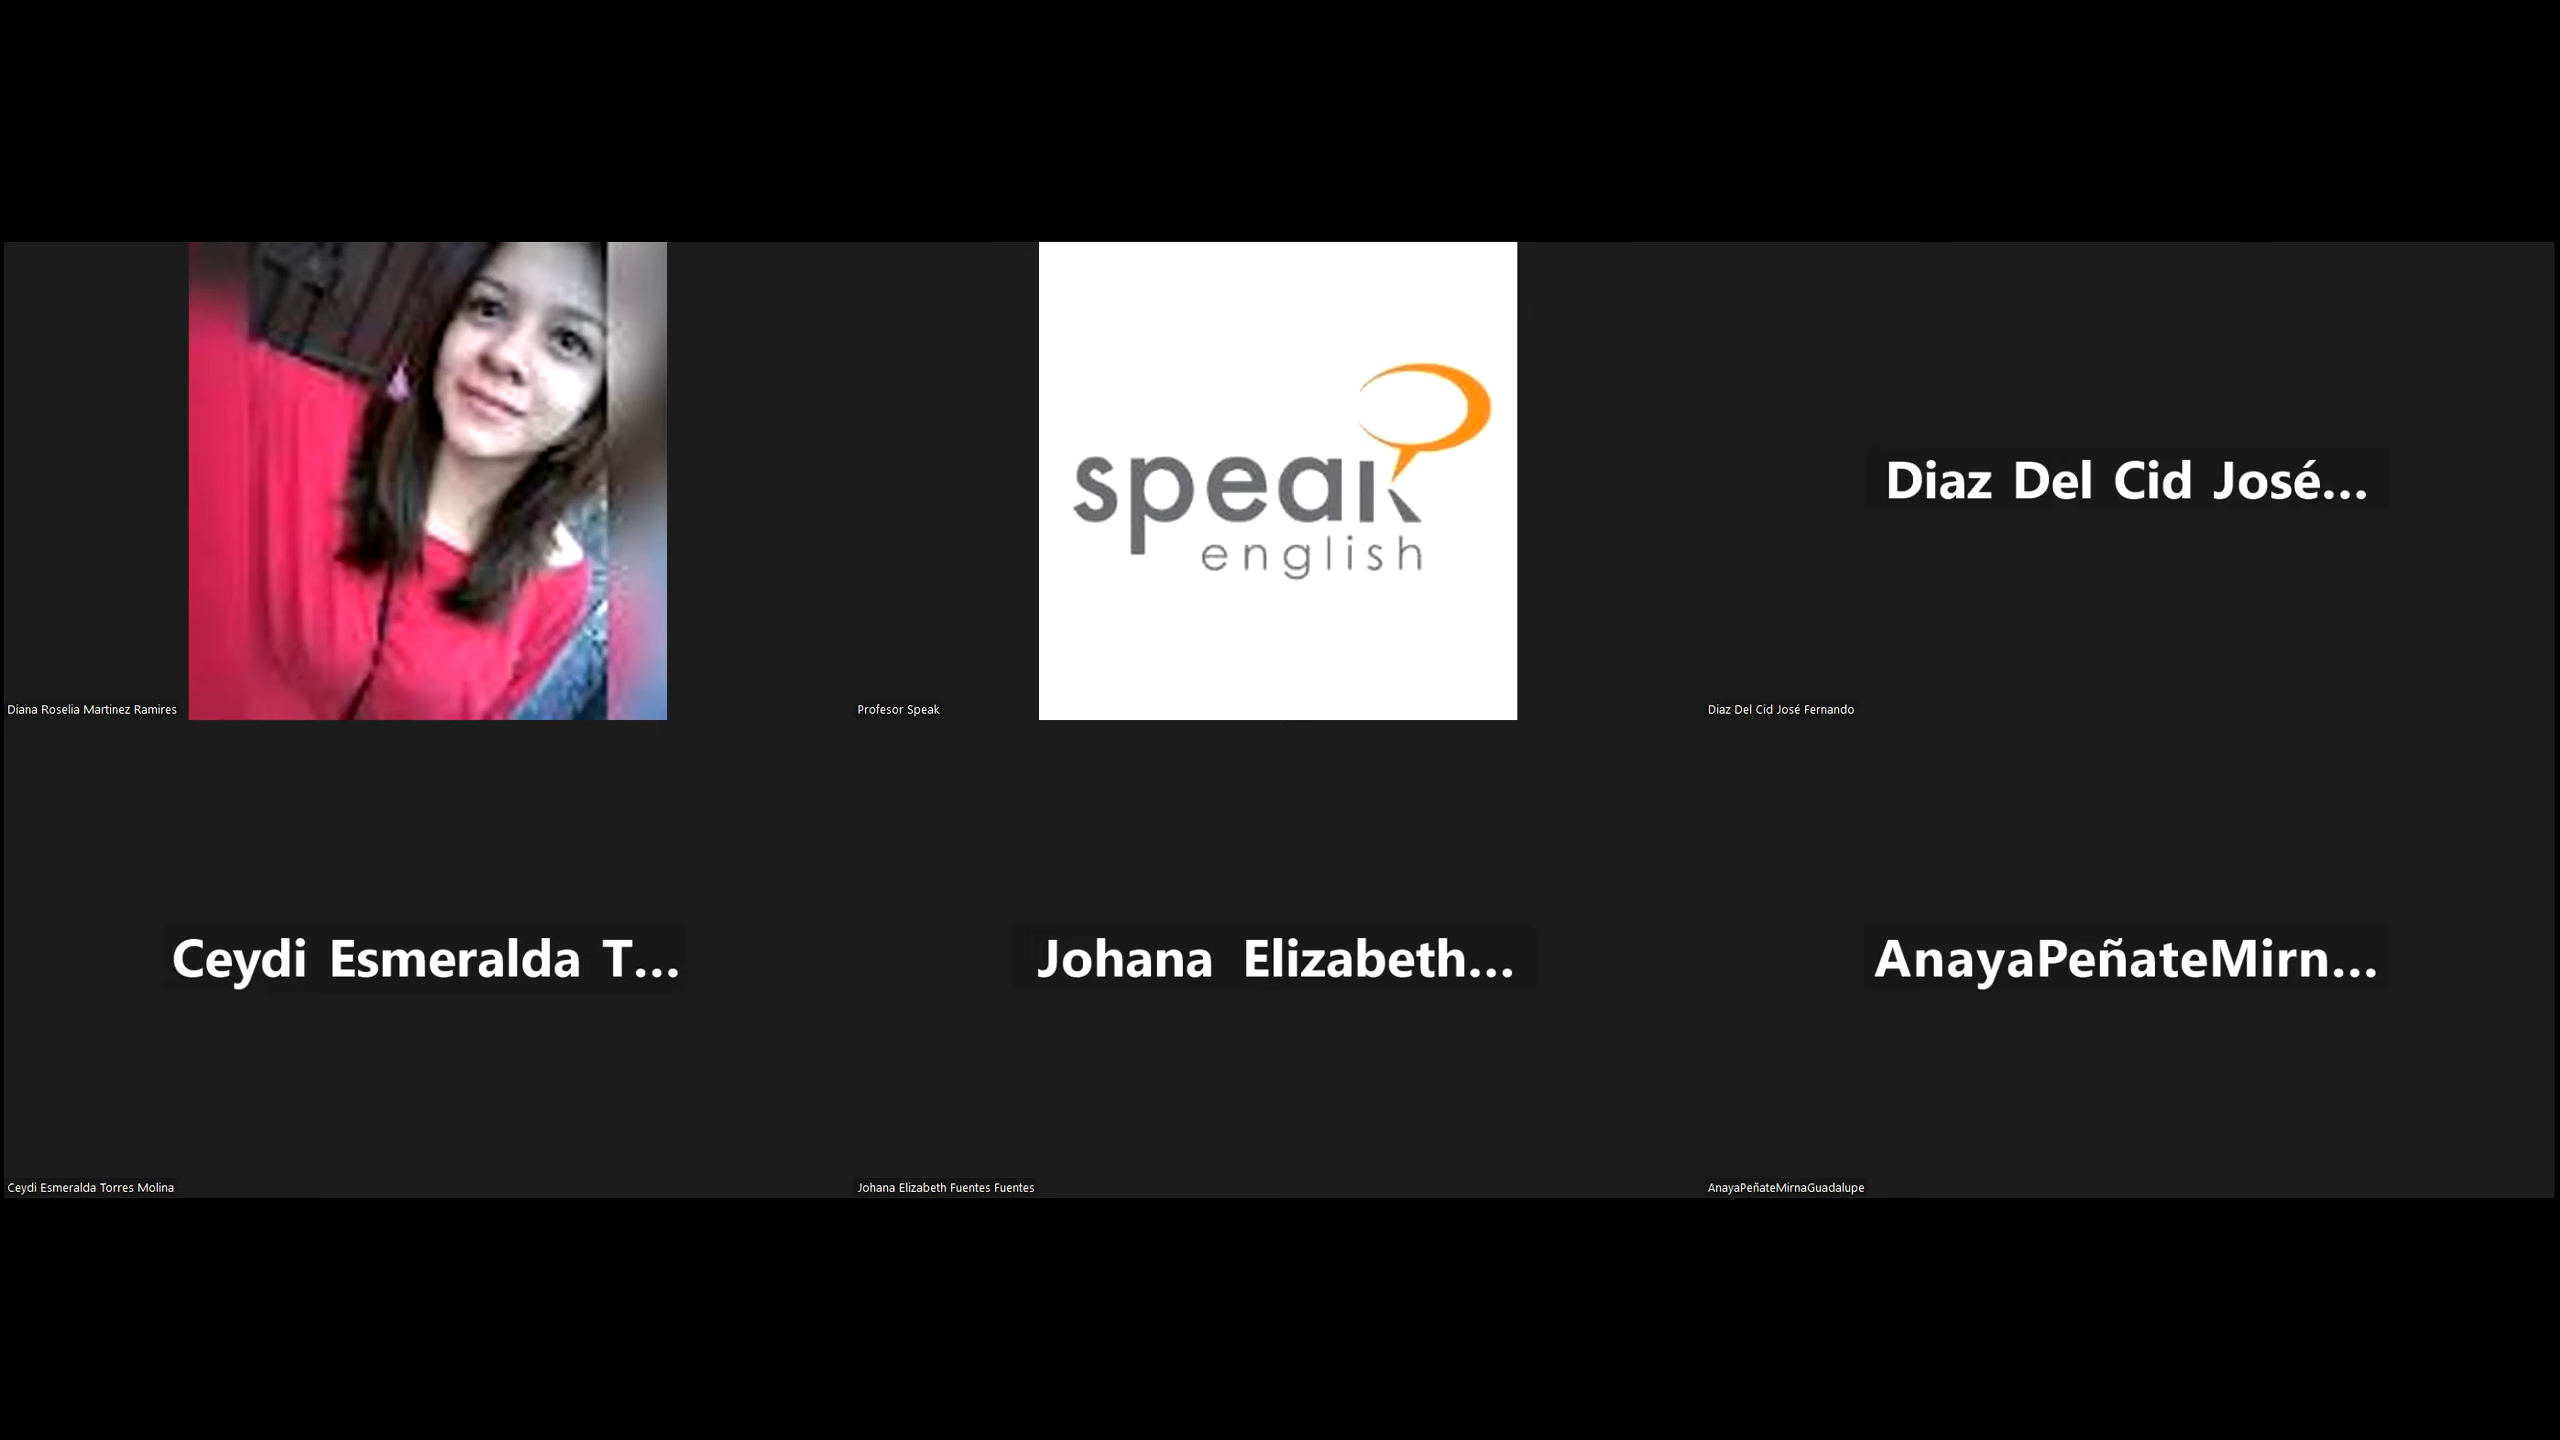 speak
english
Diaz Del Cid José...
Diana Roselia Martinez Ramires
Profesor Speak
Diaz Del Cid José Fernando
Ceydi Esmeralda T...
Johana Elizabeth...
AnayaPeñateMirn...
Ceydi Esmeralda Torres Molina
Johana Elizabeth Fuentes Fuentes
AnayaPeñateMirnaGuadalupe